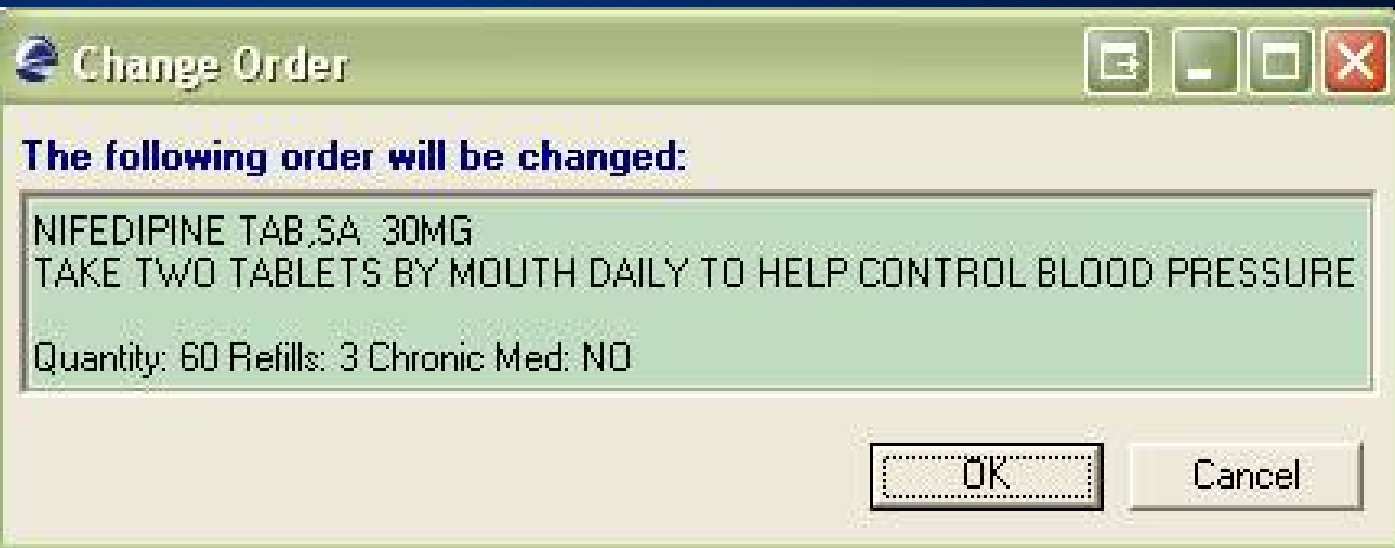 Change Order
The following order will be changed:
NIFEDIPINE TAB,SA 30MG
TAKE TWO TABLETS BY MOUTH DAILY TO HELP CONTROL BLOOD PRESSURE
Quantity: 60 Refills: 3 Chronic Med: NO
OK Cancel